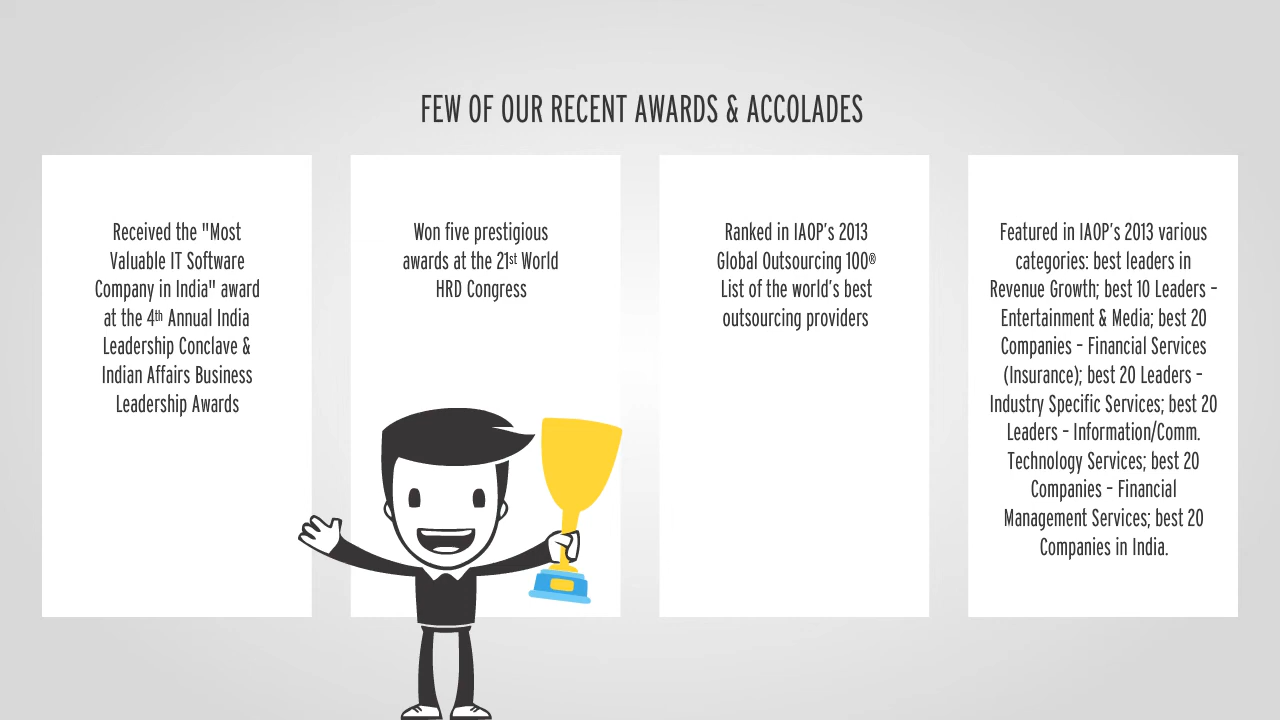 FEW OF OUR RECENT AWARDS & ACCOLADES
Received the "Most
Valuable IT Software
Company in India" award
at the 4th Annual India
Leadership Conclave &
Indian Affairs Business
Leadership Awards
Won five prestigious
awards at the 21st World
HRD Congress
Ranked in IAOP's 2013
Global Outsourcing 100®
List of the world's best
outsourcing providers
Featured in IAOP's 2013 various
categories: best leaders in
Revenue Growth; best 10 Leaders –
Entertainment & Media; best 20
Companies – Financial Services
(Insurance); best 20 Leaders –
Industry Specific Services; best 20
Leaders – Information/Comm.
Technology Services; best 20
Companies – Financial
Management Services; best 20
Companies in India.